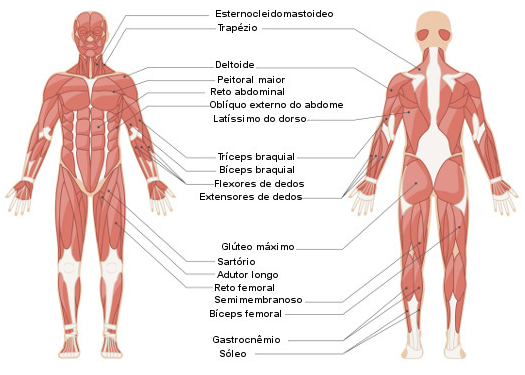 Esternocleidomastoideo
Trapézio
Deltoide
Peitoral maior
Reto abdominal
Oblíquo externo do abdome
Latíssimo do dorso
Tríceps braquial
Bíceps braquial
Flexores de dedos
Extensores de dedos
Glúteo máximo
Sartório
Adutor longo
Reto femoral
Semimembranoso
Bíceps femoral
Gastrocnêmio
Sóleo